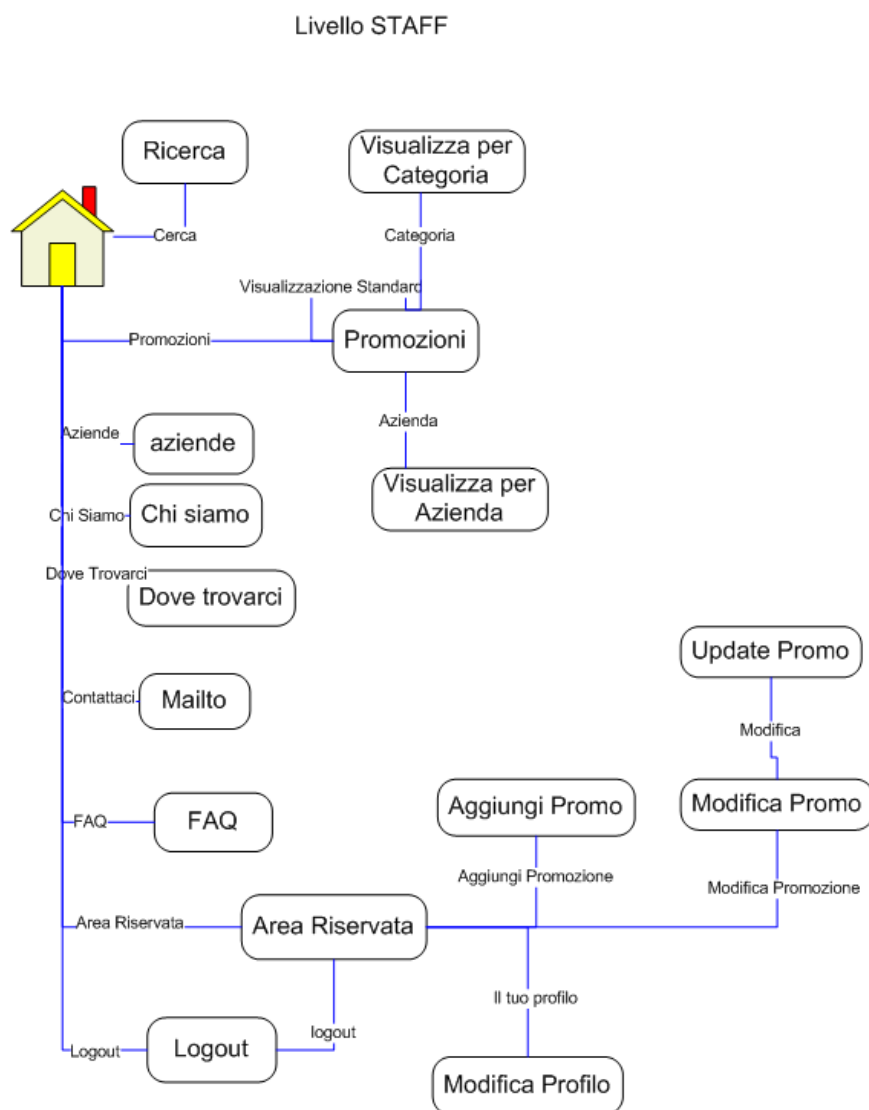 Livello STAFF
Ricerca
Visualizza per
Categoria
Cerca
Categoria
Visualizzazione Standard
Promozioni
Promozioni
Azienda
Aziende
aziende
Visualizza per
Azienda
Chi Siamo
Chi siamo
Dove Trovarci
Dove trovarci
Update Promo
Contattaci
Mailto
Modifica
Aggiungi Promo
Modifica Promo
FAQ
FAQ
Aggiungi Promozione
Modifica Promozione
Area Riservata
Area Riservata
Il tuo profilo
logout
Logout
Logout
Modifica Profilo